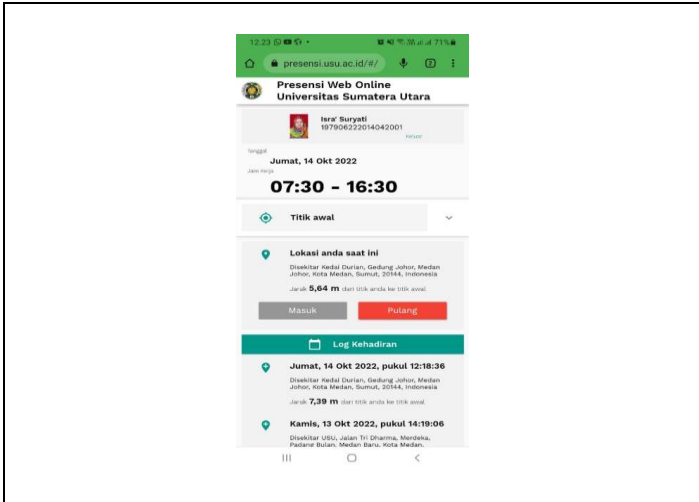 12.23
71%
presensi.usu.ac.id/#/
2
Presensi Web Online
Universitas Sumatera Utara
Isra' Suryati
197906222014042001
Keluar
Tanggal
Jumat, 14 Okt 2022
Jam Kerja
07:30 - 16:30
Titik awal
Lokasi anda saat ini
Disekitar Kedai Durian, Gedung Johor, Medan
Johor, Kota Medan, Sumut, 20144, Indonesia
Jarak 5,64 m dari titik anda ke titik awal
Masuk
Pulang
Log Kehadiran
Jumat, 14 Okt 2022, pukul 12:18:36
Disekitar Kedai Durian, Gedung Johor, Medan
Johor, Kota Medan, Sumut, 20144, Indonesia
Jarak 7,39 m dari titik anda ke titik awal
Kamis, 13 Okt 2022, pukul 14:19:06
Disekitar USU, Jalan Tri Dharma, Merdeka,
Padang Bulan, Medan Baru, Kota Medan,